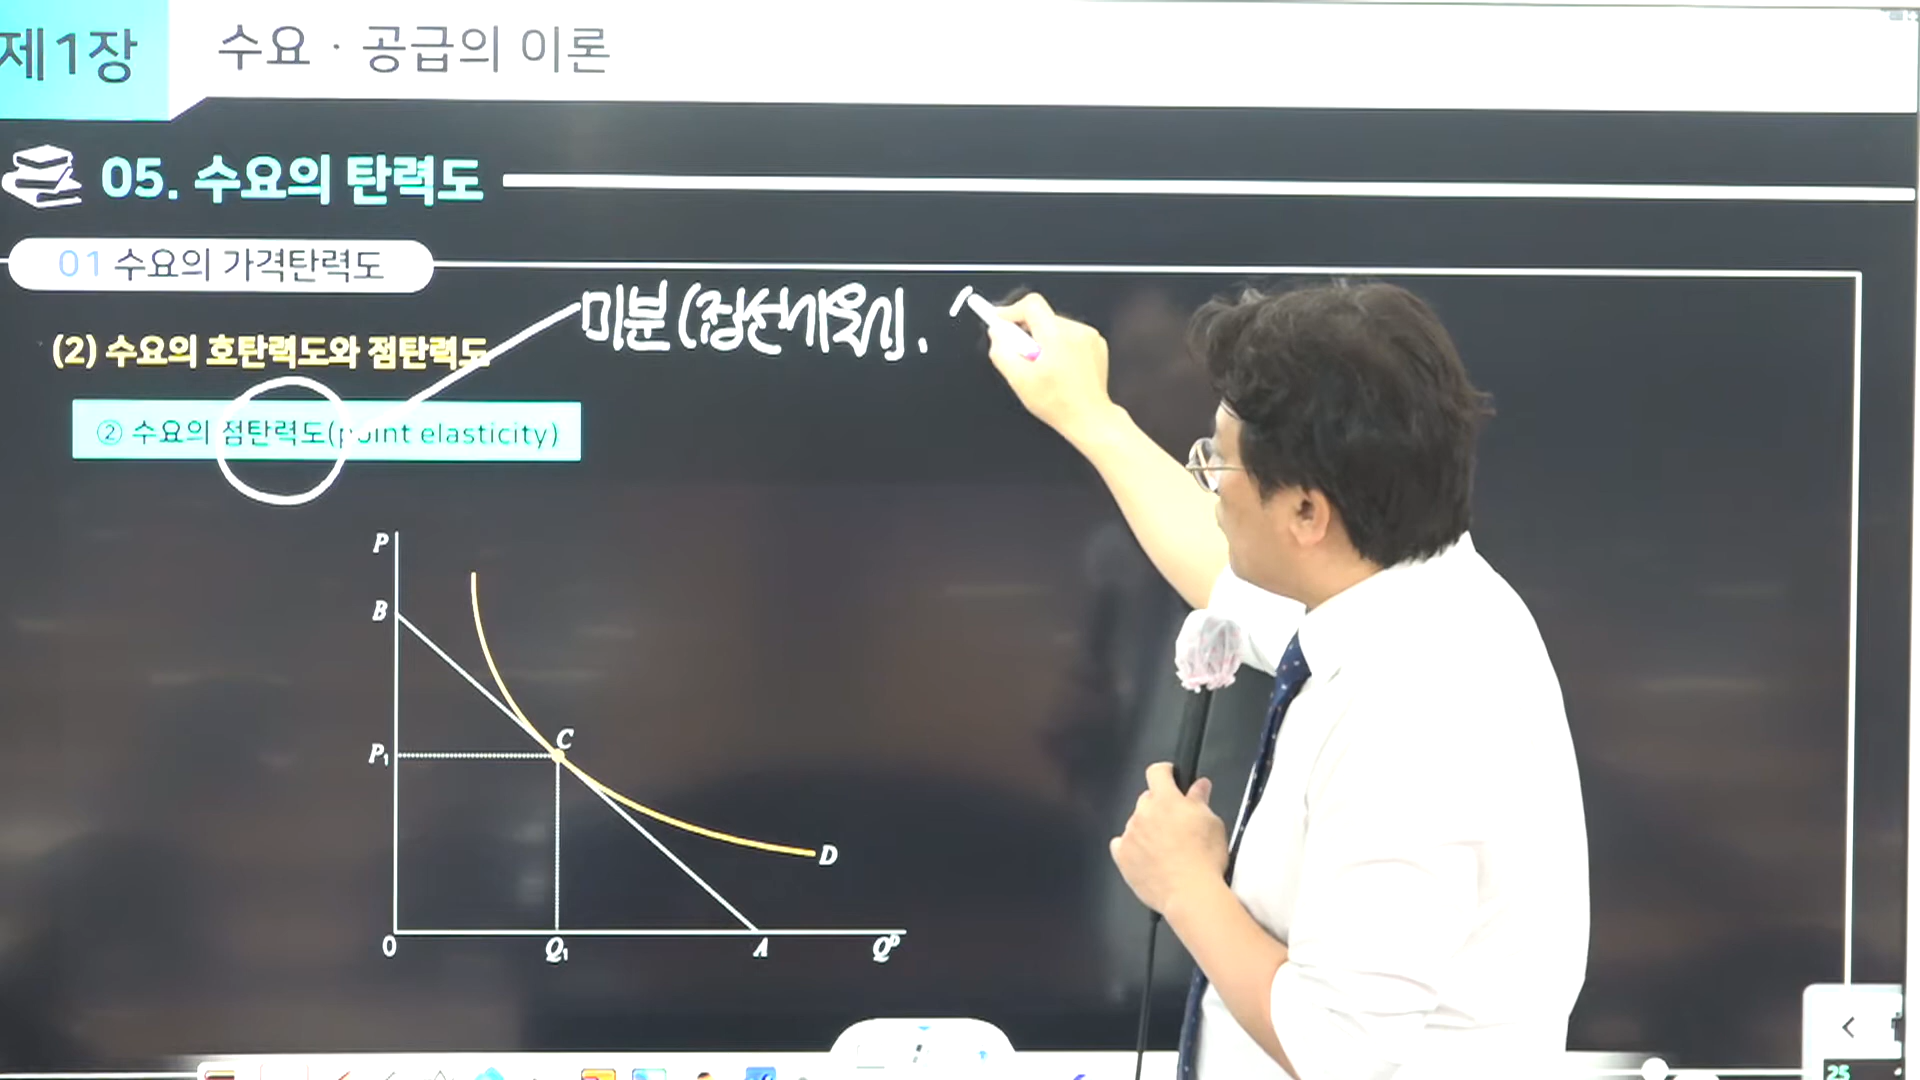 제1장
수요 · 공급의 이론
05. 수요의 탄력도
01 수요의 가격탄력도
미분(접선기울기).
(2) 수요의 호탄력도와 점탄력도
② 수요의 점탄력도(point elasticity)
P
B
C
P₁
D
0
Q₁
A
Qᴰ
25